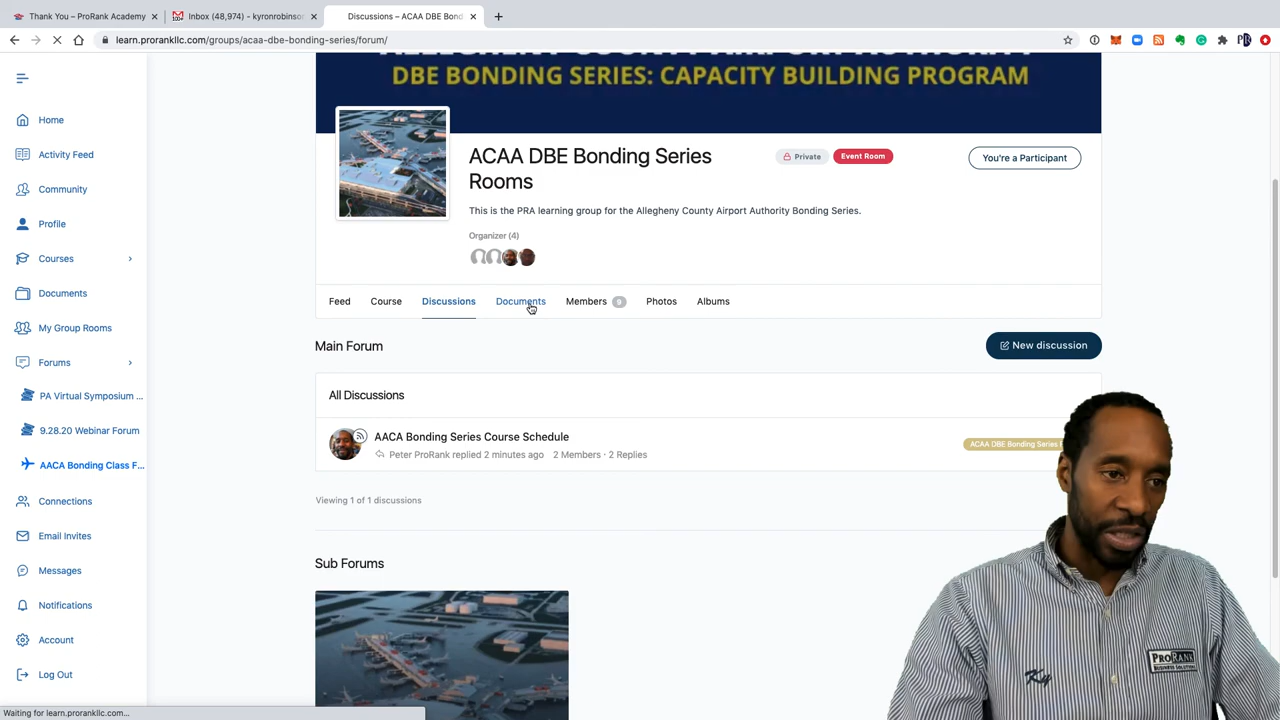 Thank You – ProRank Academy
Inbox (48,974) - kyronrobinso
Discussions – ACAA DBE Bond
learn.prorankllc.com/groups/acaa-dbe-bonding-series/forum/
DBE BONDING SERIES: CAPACITY BUILDING PROGRAM
Home
Activity Feed
Community
Profile
Courses
Documents
My Group Rooms
Forums
PA Virtual Symposium ...
9.28.20 Webinar Forum
AACA Bonding Class F...
Connections
Email Invites
Messages
Notifications
Account
Log Out
ACAA DBE Bonding Series
Rooms
Private
Event Room
You're a Participant
This is the PRA learning group for the Allegheny County Airport Authority Bonding Series.
Organizer (4)
Feed
Course
Discussions
Documents
Members 9
Photos
Albums
Main Forum
New discussion
All Discussions
AACA Bonding Series Course Schedule
Peter ProRank replied 2 minutes ago 2 Members · 2 Replies
ACAA DBE Bonding Series
Viewing 1 of 1 discussions
Sub Forums
Ky
PRORANK
BUSINESS SOLUTIONS
Waiting for learn.prorankllc.com...